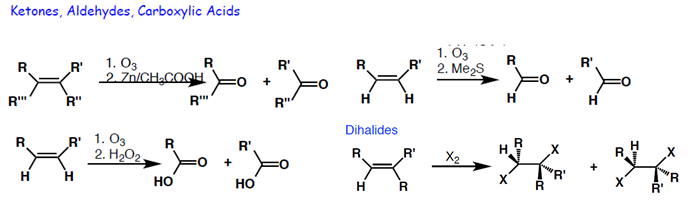 Ketones, Aldehydes, Carboxylic Acids
R R' R''' R''
1. O3
2. Zn/CH3COOH
R O R'''
+
R' O R''
R R' H H
1. O3
2. Me2S
R O H
+
R' O H
R R' H H
1. O3
2. H2O2
R O HO
+
R' O HO
Dihalides
R R' H R
X2
H R X X R R'
+
R H X X R R'